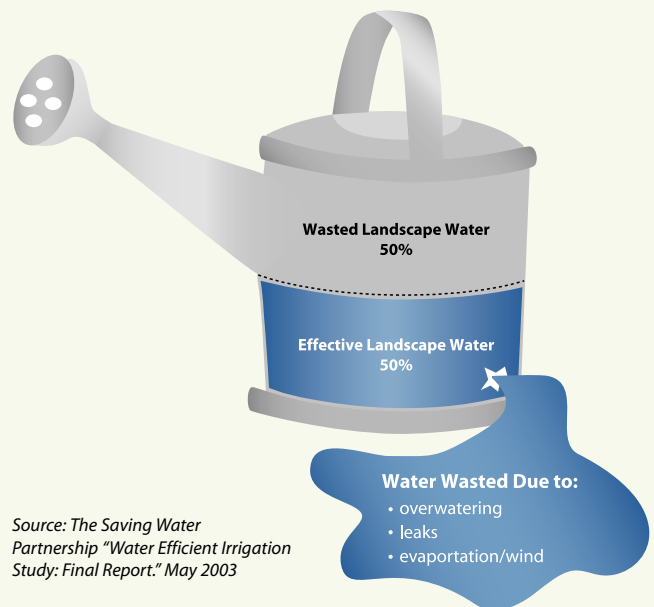 Wasted Landscape Water
50%
Effective Landscape Water
50%
Water Wasted Due to:
• overwatering
• leaks
• evaportation/wind
Source: The Saving Water
Partnership “Water Efficient Irrigation
Study: Final Report.” May 2003